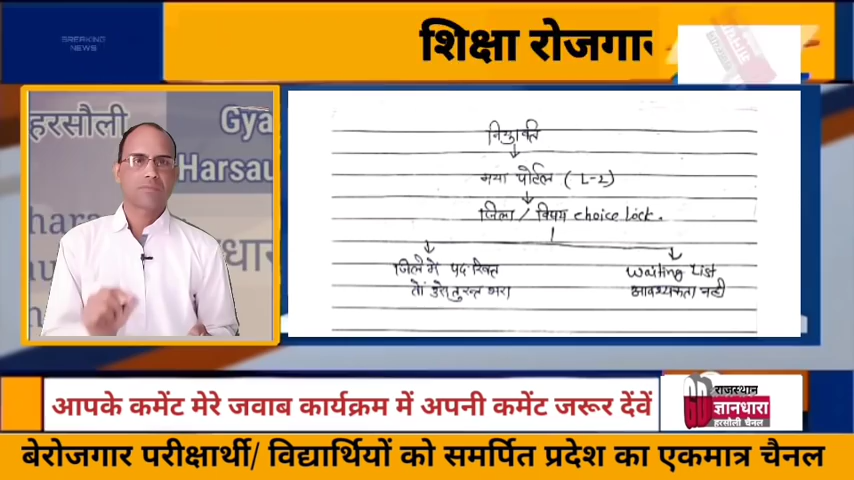 BREAKING
NEWS
शिक्षा रोजगार
हरसौली
Gya
Harsau
hara
नियुक्ति
नया पोर्टल (L-2)
जिला / विषय choice lock.
जिले में पद रिक्त
तो उसे तुरन्त भरा
Waiting List
आवश्यकता नहीं
आपके कमेंट मेरे जवाब कार्यक्रम में अपनी कमेंट जरूर देंवें
GD
राजस्थान
ज्ञानधारा
हरसौली चैनल
बेरोजगार परीक्षार्थी/ विद्यार्थियों को समर्पित प्रदेश का एकमात्र चैनल